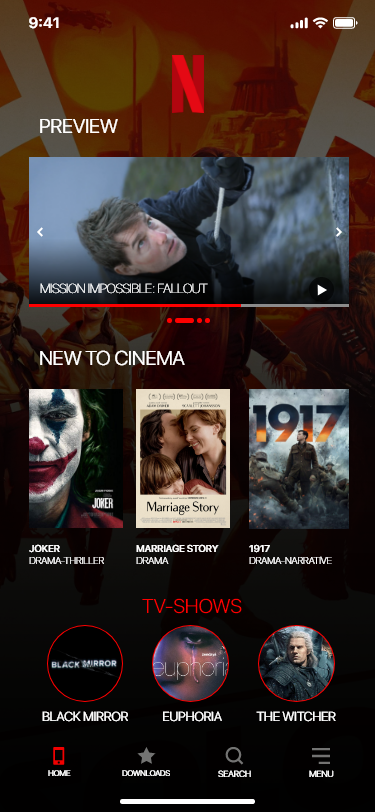 9:41
N
PREVIEW
MISSION IMPOSSIBLE: FALLOUT
NEW TO CINEMA
JOKER
Marriage Story
1917
JOKER
DRAMA-THRILLER
MARRIAGE STORY
DRAMA
1917
DRAMA-NARRATIVE
TV-SHOWS
BLACK MIRROR
euphoria
BLACK MIRROR
EUPHORIA
THE WITCHER
HOME
DOWNLOADS
SEARCH
MENU